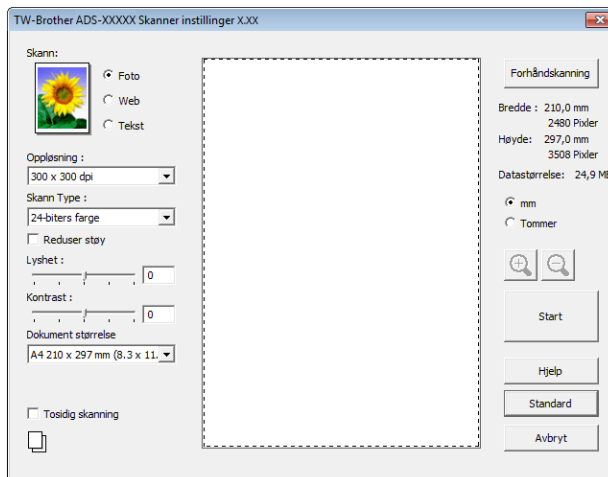 TW-Brother ADS-XXXXX Skanner instillinger X.XX
Skann:
Foto
Web
Tekst
Oppløsning :
300 x 300 dpi
Skann Type :
24-biters farge
Reduser støy
Lyshet :
0
Kontrast :
0
Dokument størrelse
A4 210 x 297 mm (8.3 x 11.
Tosidig skanning
Forhåndskanning
Bredde : 210,0 mm
2480 Pixler
Høyde: 297,0 mm
3508 Pixler
Datastørrelse: 24,9 ME
mm
Tommer
Start
Hjelp
Standard
Avbryt